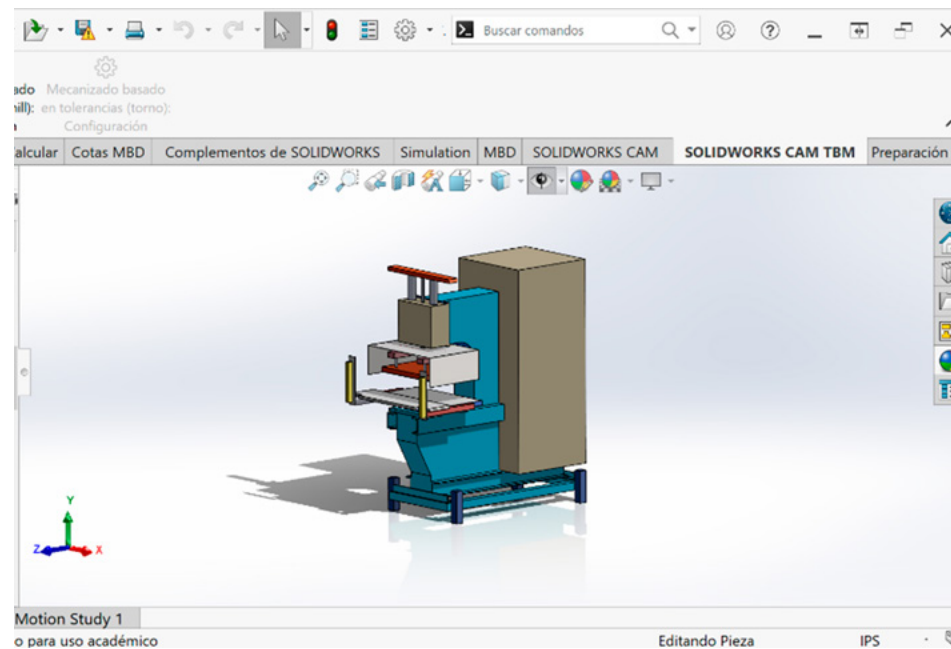 Buscar comandos
ado Mecanizado basado
nill): en tolerancias (torno):
Configuración
alcular Cotas MBD Complementos de SOLIDWORKS Simulation MBD SOLIDWORKS CAM SOLIDWORKS CAM TBM Preparación
Y
Z X
Motion Study 1
o para uso académico Editando Pieza IPS